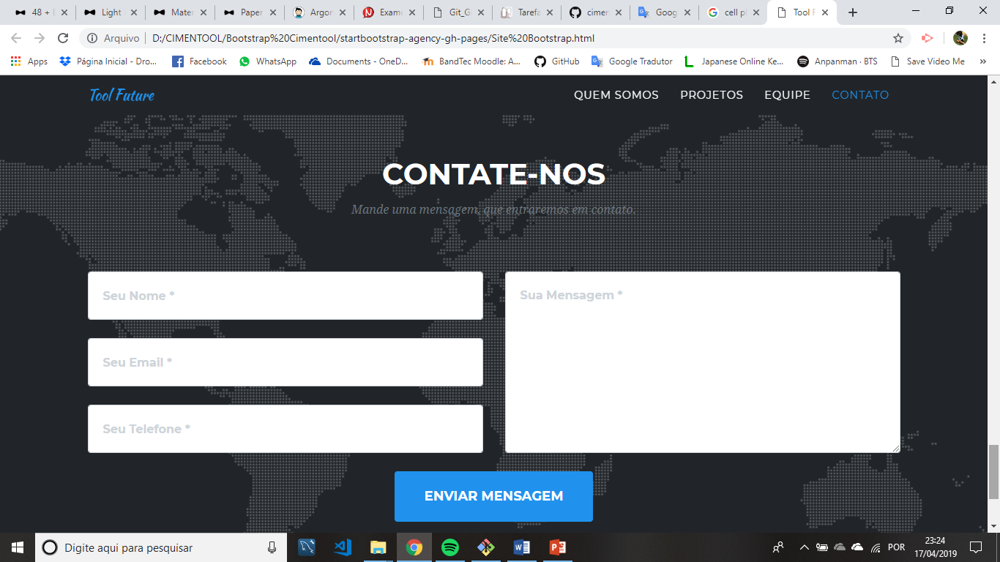 48 + B
Light
Mater
Paper
Argon
Exame
Git_G
Tarefa
cimen
Goog
cell pl
Tool F
Arquivo D:/CIMENTOOL/Bootstrap%20Cimentool/startbootstrap-agency-gh-pages/Site%20Bootstrap.html
Apps
Página Inicial - Dro...
Facebook
WhatsApp
Documents - OneD...
BandTec Moodle: A...
GitHub
Google Tradutor
Japanese Online Ke...
Anpanman · BTS
Save Video Me
»
Tool Future
QUEM SOMOS
PROJETOS
EQUIPE
CONTATO
CONTATE-NOS
Mande uma mensagem, que entraremos em contato.
Seu Nome *
Sua Mensagem *
Seu Email *
Seu Telefone *
ENVIAR MENSAGEM
Digite aqui para pesquisar
POR
23:24
17/04/2019